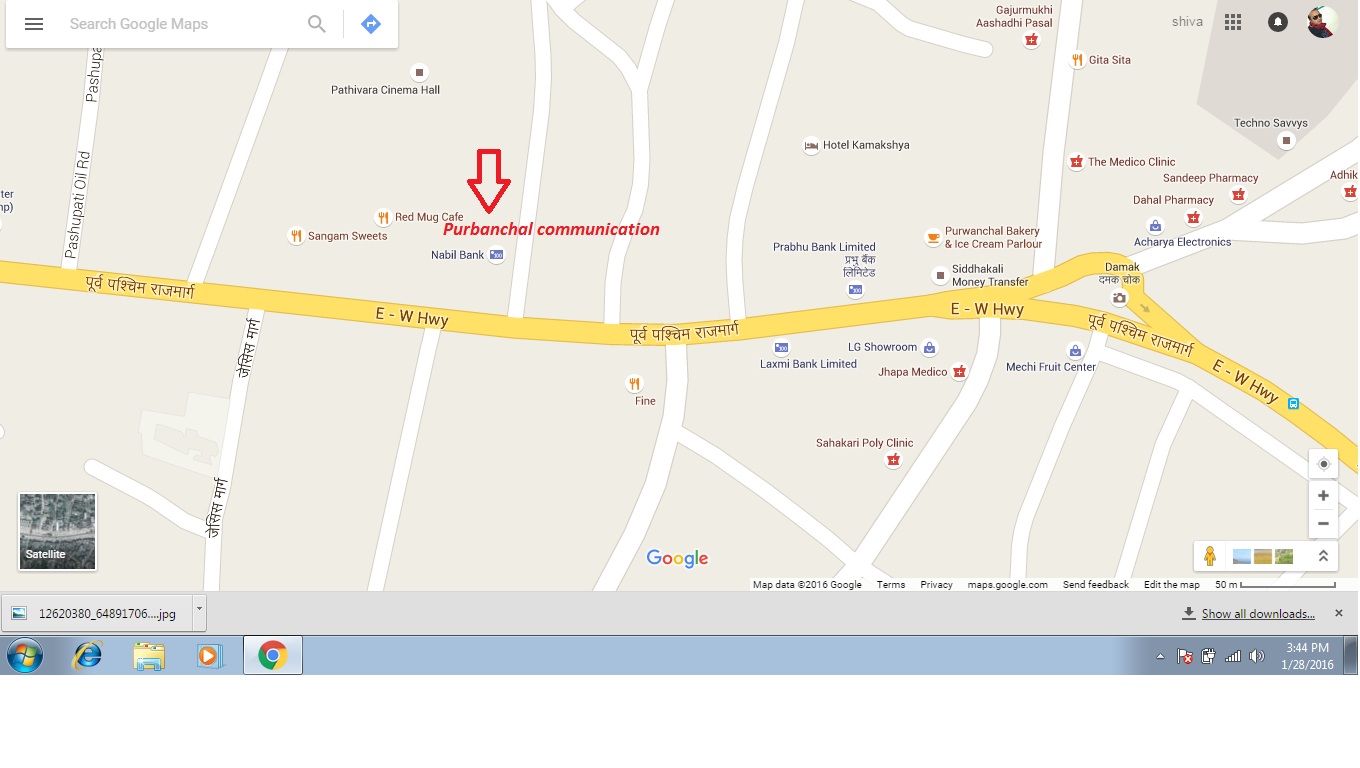 Search Google Maps
shiva
Gajurmukhi
Aashadhi Pasal
Gita Sita
Pashupati
Pathivara Cinema Hall
Techno Savvys
Hotel Kamakshya
The Medico Clinic
Sandeep Pharmacy
Adhik
ter
np)
Pashupati Oil Rd
Dahal Pharmacy
Red Mug Cafe
Purbanchal communication
Sangam Sweets
Purwanchal Bakery
& Ice Cream Parlour
Acharya Electronics
Nabil Bank
Prabhu Bank Limited
प्रभु बैंक
लिमिटेड
Siddhakali
Money Transfer
Damak
दमक चोक
पूर्व पश्चिम राजमार्ग
E - W Hwy
पूर्व पश्चिम राजमार्ग
E - W Hwy
पूर्व पश्चिम राजमार्ग
E - W Hwy
जेसिस मार्ग
LG Showroom
Laxmi Bank Limited
Jhapa Medico
Mechi Fruit Center
Fine
Sahakari Poly Clinic
जेसिस मार्ग
Satellite
Google
Map data ©2016 Google Terms Privacy maps.google.com Send feedback Edit the map 50 m
12620380_64891706....jpg
Show all downloads...
3:44 PM
1/28/2016